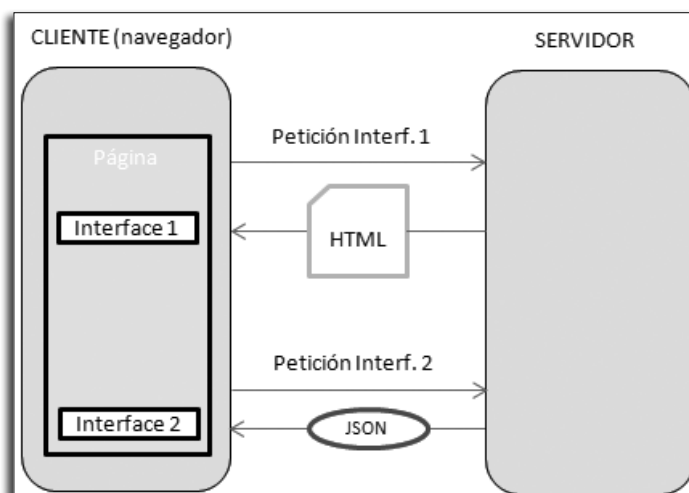 CLIENTE (navegador)
SERVIDOR
Petición Interf. 1
Página
Interface 1
HTML
Petición Interf. 2
Interface 2
JSON